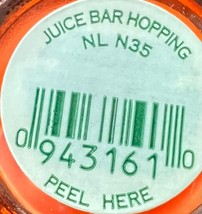 JUICE BAR HOPPING
NL N35
0 943161 0
PEEL HERE